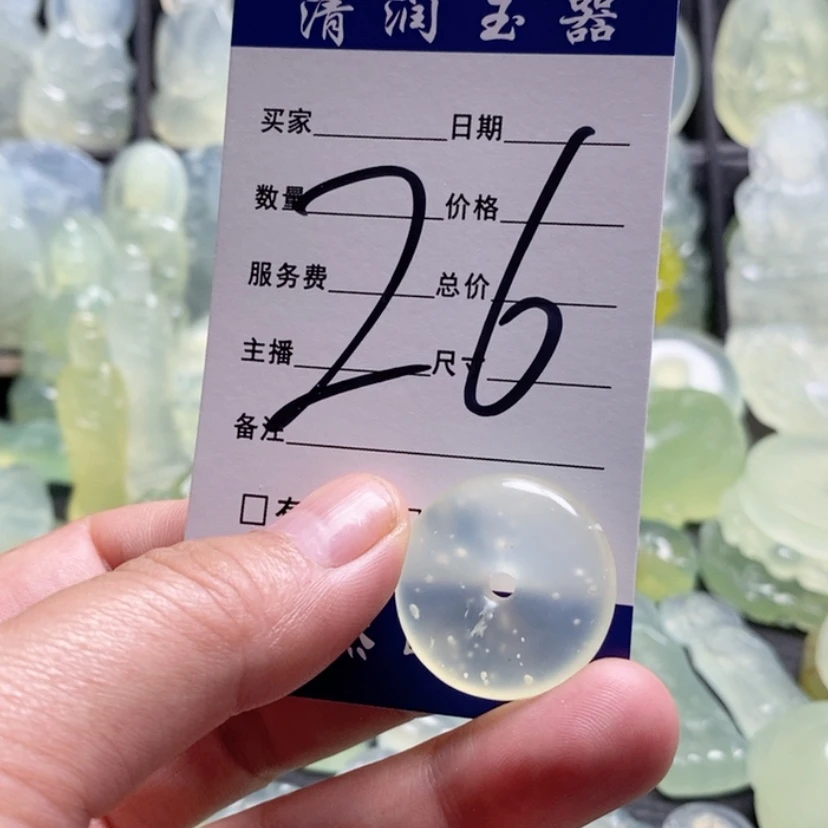 清润玉器
买家 日期
数量 价格
服务费 总价
主播 尺寸
备注
26
□有